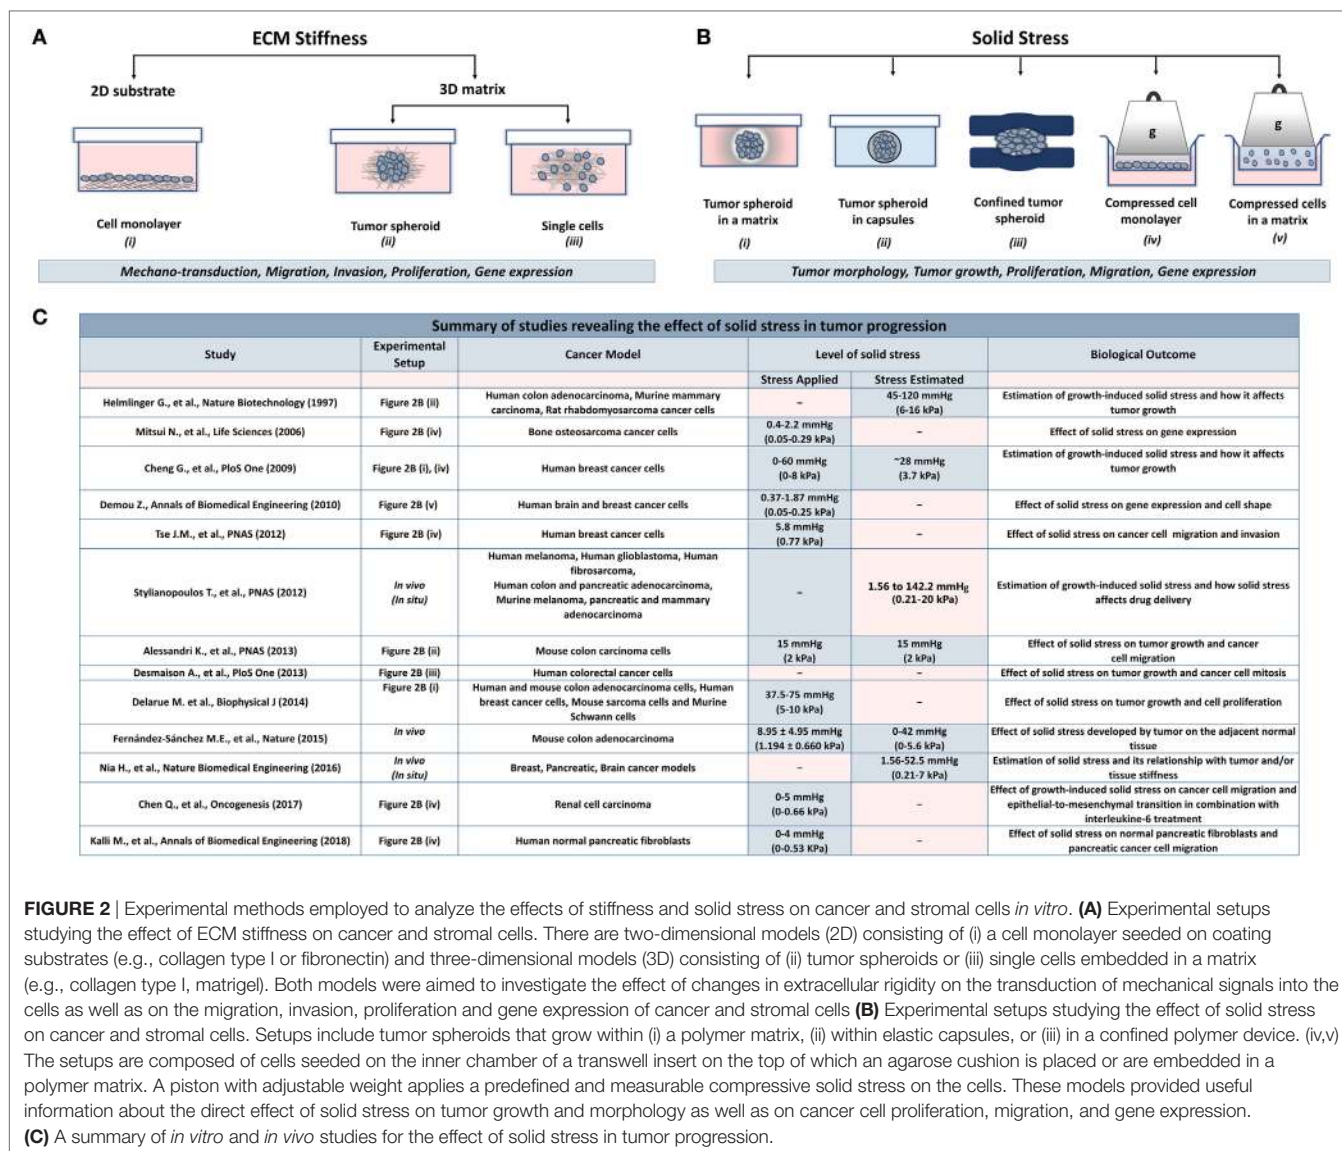 A
ECM Stiffness
2D substrate
3D matrix
Cell monolayer
(i)
Tumor spheroid
(ii)
Single cells
(iii)
Mechano-transduction, Migration, Invasion, Proliferation, Gene expression
B
Solid Stress
g
g
Tumor spheroid
in a matrix
(i)
Tumor spheroid
in capsules
(ii)
Confined tumor
spheroid
(iii)
Compressed cell
monolayer
(iv)
Compressed cells
in a matrix
(v)
Tumor morphology, Tumor growth, Proliferation, Migration, Gene expression
C
Summary of studies revealing the effect of solid stress in tumor progression
Study
Experimental
Setup
Cancer Model
Level of solid stress
Biological Outcome
Stress Applied
Stress Estimated
Helmlinger G., et al., Nature Biotechnology (1997)
Figure 2B (ii)
Human colon adenocarcinoma, Murine mammary
carcinoma, Rat rhabdomyosarcoma cancer cells
–
45-120 mmHg
(6-16 kPa)
Estimation of growth-induced solid stress and how it affects
tumor growth
Mitsui N., et al., Life Sciences (2006)
Figure 2B (iv)
Bone osteosarcoma cancer cells
0.4-2.2 mmHg
(0.05-0.29 kPa)
–
Effect of solid stress on gene expression
Cheng G., et al., PloS One (2009)
Figure 2B (i), (iv)
Human breast cancer cells
0-60 mmHg
(0-8 kPa)
~28 mmHg
(3.7 kPa)
Estimation of growth-induced solid stress and how it affects
tumor growth
Demou Z., Annals of Biomedical Engineering (2010)
Figure 2B (v)
Human brain and breast cancer cells
0.37-1.87 mmHg
(0.05-0.25 kPa)
–
Effect of solid stress on gene expression and cell shape
Tse J.M., et al., PNAS (2012)
Figure 2B (iv)
Human breast cancer cells
5.8 mmHg
(0.77 kPa)
–
Effect of solid stress on cancer cell migration and invasion
Stylianopoulos T., et al., PNAS (2012)
In vivo
(In situ)
Human melanoma, Human glioblastoma, Human
fibrosarcoma,
Human colon and pancreatic adenocarcinoma,
Murine melanoma, pancreatic and mammary
adenocarcinoma
–
1.56 to 142.2 mmHg
(0.21-20 kPa)
Estimation of growth-induced solid stress and how solid stress
affects drug delivery
Alessandri K., et al., PNAS (2013)
Figure 2B (ii)
Mouse colon carcinoma cells
15 mmHg
(2 kPa)
15 mmHg
(2 kPa)
Effect of solid stress on tumor growth and cancer
cell migration
Desmaison A., et al., PloS One (2013)
Figure 2B (iii)
Human colorectal cancer cells
–
–
Effect of solid stress on tumor growth and cancer cell mitosis
Delarue M. et al., Biophysical J (2014)
Figure 2B (i)
Human and mouse colon adenocarcinoma cells, Human
breast cancer cells, Mouse sarcoma cells and Murine
Schwann cells
37.5-75 mmHg
(5-10 kPa)
–
Effect of solid stress on tumor growth and cell proliferation
Fernández-Sánchez M.E., et al., Nature (2015)
In vivo
Mouse colon adenocarcinoma
8.95 ± 4.95 mmHg
(1.194 ± 0.660 kPa)
0-42 mmHg
(0-5.6 kPa)
Effect of solid stress developed by tumor on the adjacent normal
tissue
Nia H., et al., Nature Biomedical Engineering (2016)
In vivo
(In situ)
Breast, Pancreatic, Brain cancer models
–
1.56-52.5 mmHg
(0.21-7 kPa)
Estimation of solid stress and its relationship with tumor and/or
tissue stiffness
Chen Q., et al., Oncogenesis (2017)
Figure 2B (iv)
Renal cell carcinoma
0-5 mmHg
(0-0.66 kPa)
–
Effect of growth-induced solid stress on cancer cell migration and
epithelial-to-mesenchymal transition in combination with
interleukine-6 treatment
Kalli M., et al., Annals of Biomedical Engineering (2018)
Figure 2B (iv)
Human normal pancreatic fibroblasts
0-4 mmHg
(0-0.53 KPa)
–
Effect of solid stress on normal pancreatic fibroblasts and
pancreatic cancer cell migration
FIGURE 2 | Experimental methods employed to analyze the effects of stiffness and solid stress on cancer and stromal cells in vitro. (A) Experimental setups
studying the effect of ECM stiffness on cancer and stromal cells. There are two-dimensional models (2D) consisting of (i) a cell monolayer seeded on coating
substrates (e.g., collagen type I or fibronectin) and three-dimensional models (3D) consisting of (ii) tumor spheroids or (iii) single cells embedded in a matrix
(e.g., collagen type I, matrigel). Both models were aimed to investigate the effect of changes in extracellular rigidity on the transduction of mechanical signals into the
cells as well as on the migration, invasion, proliferation and gene expression of cancer and stromal cells (B) Experimental setups studying the effect of solid stress
on cancer and stromal cells. Setups include tumor spheroids that grow within (i) a polymer matrix, (ii) within elastic capsules, or (iii) in a confined polymer device. (iv,v)
The setups are composed of cells seeded on the inner chamber of a transwell insert on the top of which an agarose cushion is placed or are embedded in a
polymer matrix. A piston with adjustable weight applies a predefined and measurable compressive solid stress on the cells. These models provided useful
information about the direct effect of solid stress on tumor growth and morphology as well as on cancer cell proliferation, migration, and gene expression.
(C) A summary of in vitro and in vivo studies for the effect of solid stress in tumor progression.